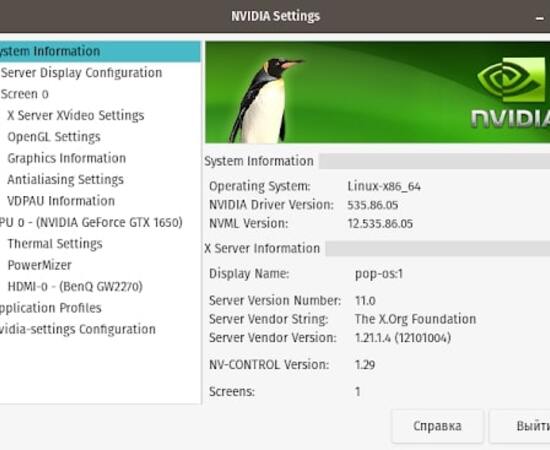 NVIDIA Settings
ystem Information
Server Display Configuration
Screen 0
X Server XVideo Settings
OpenGL Settings
Graphics Information
Antialiasing Settings
VDPAU Information
PU 0 - (NVIDIA GeForce GTX 1650)
Thermal Settings
PowerMizer
HDMI-0 - (BenQ GW2270)
pplication Profiles
vidia-settings Configuration
nVIDIA
System Information
Operating System: Linux-x86_64
NVIDIA Driver Version: 535.86.05
NVML Version: 12.535.86.05
X Server Information
Display Name: pop-os:1
Server Version Number: 11.0
Server Vendor String: The X.Org Foundation
Server Vendor Version: 1.21.1.4 (12101004)
NV-CONTROL Version: 1.29
Screens: 1
Справка
Выйти